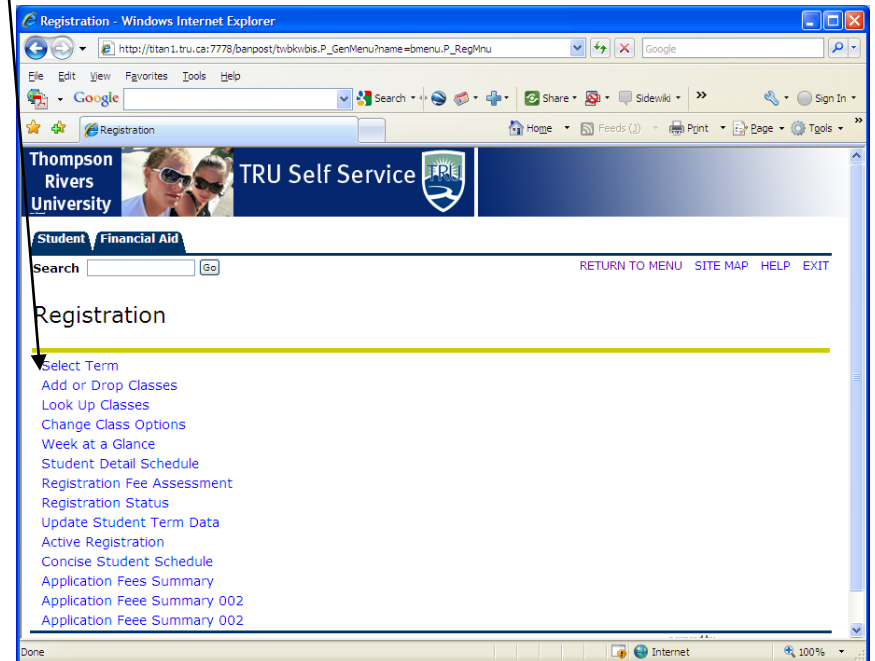 Registration - Windows Internet Explorer
http://titan1.tru.ca:7778/banpost/twbkwbis.P_GenMenu?name=bmenu.P_RegMnu
Google
File Edit View Favorites Tools Help
Google Search Share Sidewiki » Sign In
Registration Home Feeds (J) Print Page Tools »
Thompson
Rivers
University
TRU Self Service TRU
Student Financial Aid
Search Go RETURN TO MENU SITE MAP HELP EXIT
Registration
Select Term
Add or Drop Classes
Look Up Classes
Change Class Options
Week at a Glance
Student Detail Schedule
Registration Fee Assessment
Registration Status
Update Student Term Data
Active Registration
Concise Student Schedule
Application Fees Summary
Application Feee Summary 002
Application Feee Summary 002
Done Internet 100%